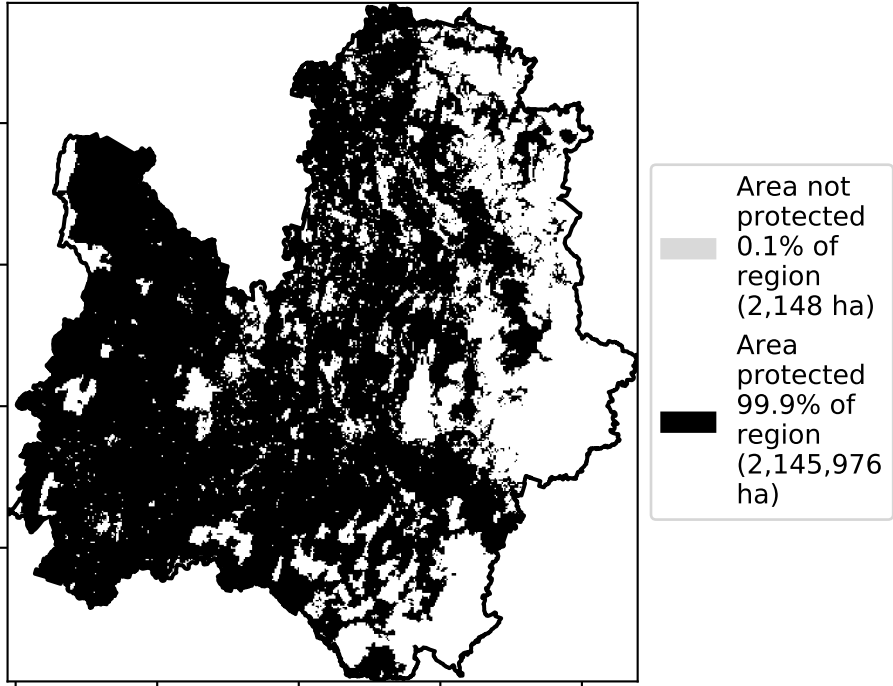 Area not
protected
0.1% of
region
(2,148 ha)
Area
protected
99.9% of
region
(2,145,976
ha)